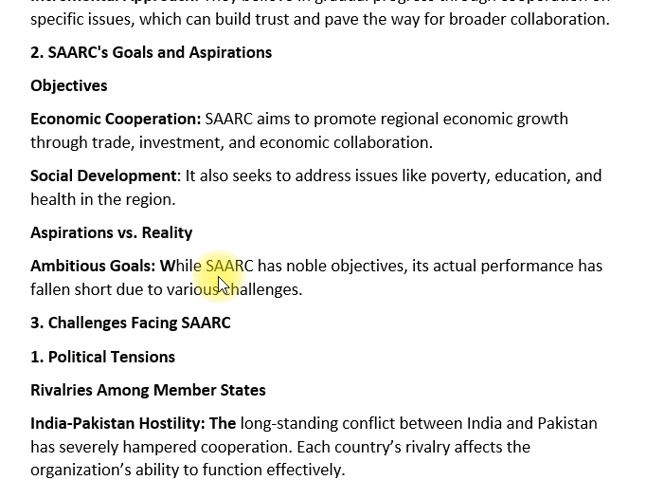 specific issues, which can build trust and pave the way for broader collaboration.
2. SAARC's Goals and Aspirations
Objectives
Economic Cooperation: SAARC aims to promote regional economic growth
through trade, investment, and economic collaboration.
Social Development: It also seeks to address issues like poverty, education, and
health in the region.
Aspirations vs. Reality
Ambitious Goals: While SAARC has noble objectives, its actual performance has
fallen short due to various challenges.
3. Challenges Facing SAARC
1. Political Tensions
Rivalries Among Member States
India-Pakistan Hostility: The long-standing conflict between India and Pakistan
has severely hampered cooperation. Each country’s rivalry affects the
organization’s ability to function effectively.